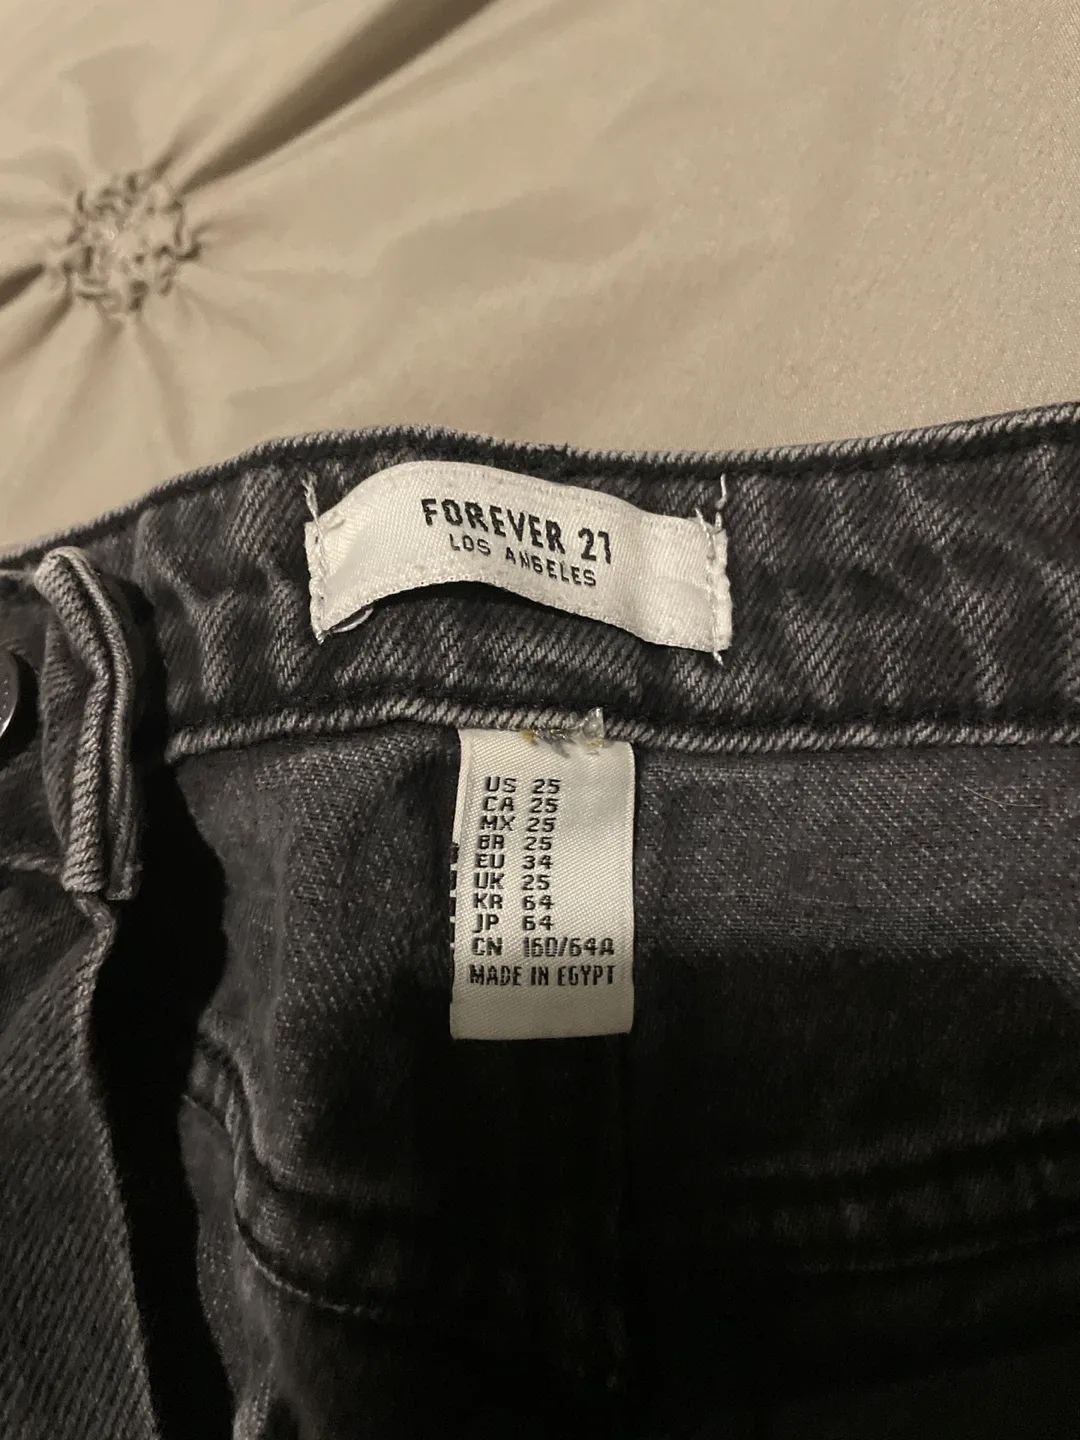 FOREVER 21
LOS ANGELES
US 25
CA 25
MX 25
BR 25
EU 34
UK 25
KR 64
JP 64
CN 160/64A
MADE IN EGYPT